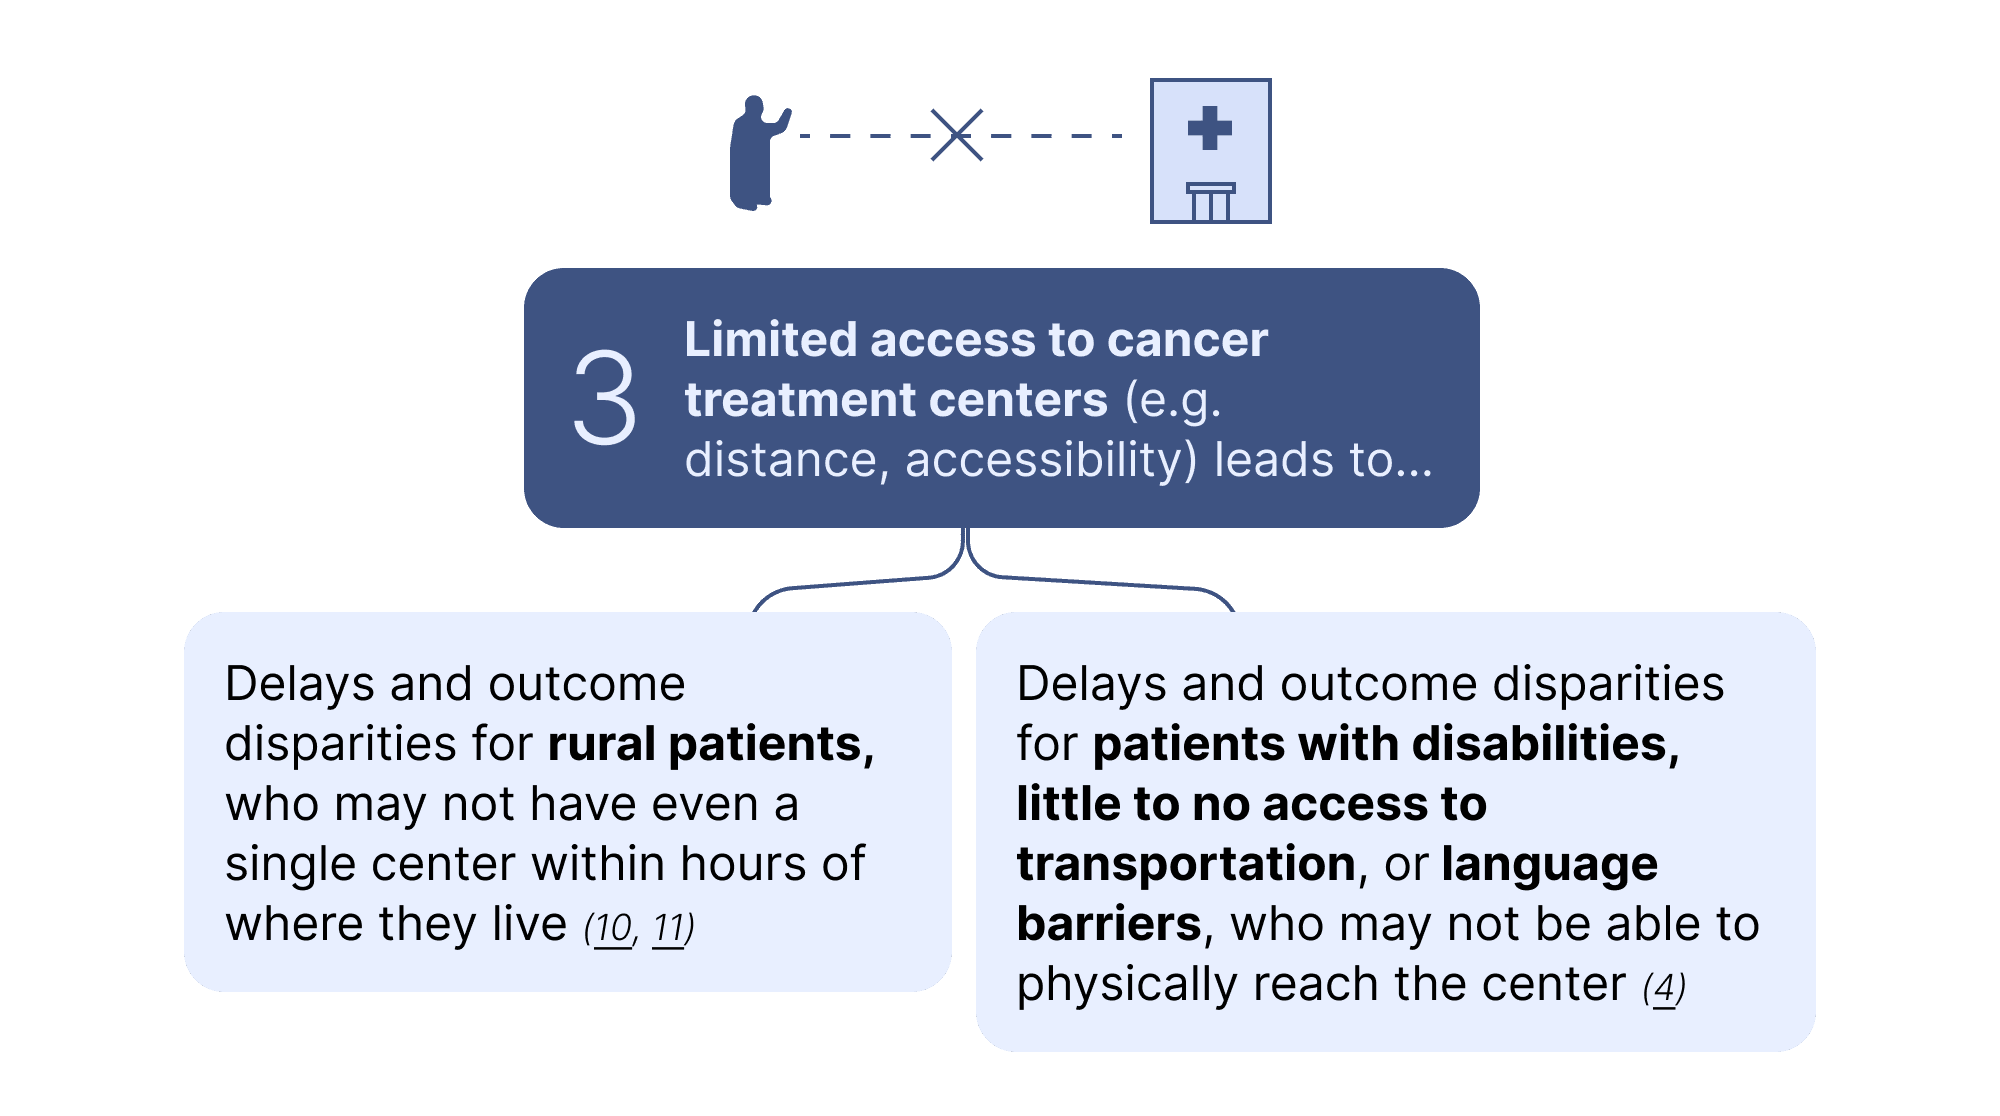 3
Limited access to cancer
treatment centers (e.g.
distance, accessibility) leads to...
Delays and outcome
disparities for rural patients,
who may not have even a
single center within hours of
where they live (10, 11)
Delays and outcome disparities
for patients with disabilities,
little to no access to
transportation, or language
barriers, who may not be able to
physically reach the center (4)